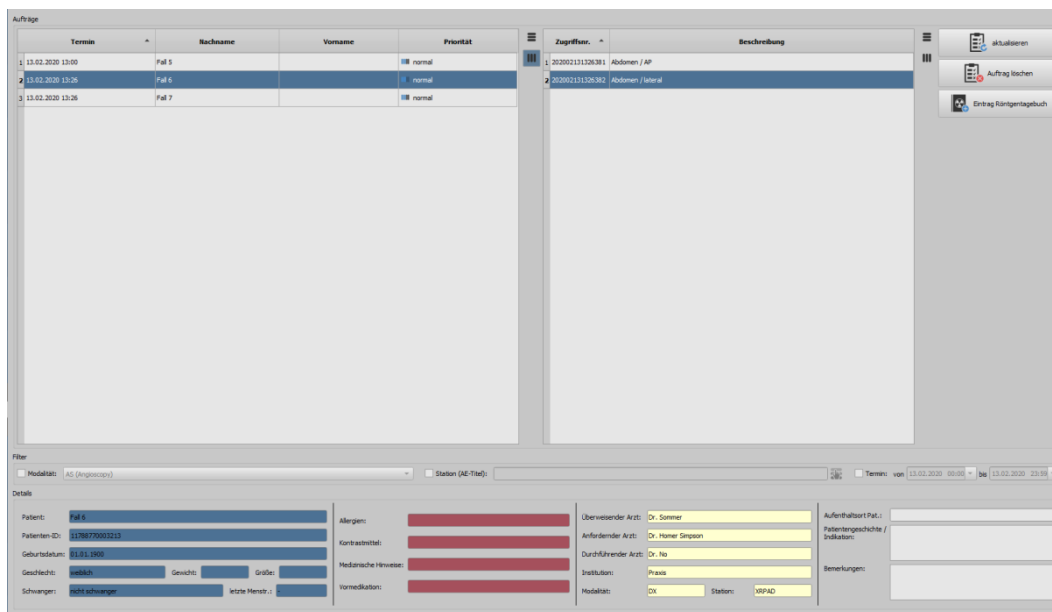 Aufträge
Termin Nachname Vorname Priorität
1 13.02.2020 13:00 Fall 5 normal
2 13.02.2020 13:26 Fall 6 normal
3 13.02.2020 13:26 Fall 7 normal
Zugriffsnr. Beschreibung
1 202002131326381 Abdomen / AP
2 202002131326382 Abdomen / lateral
aktualisieren
Auftrag löschen
Eintrag Röntgentagebuch
Filter
Modalität: AS (Angioscopy) Station (AE-Titel): Termin: von 13.02.2020 00:00 bis 13.02.2020 23:59
Details
Patient: Fall 6
Patienten-ID: 11788770003213
Geburtsdatum: 01.01.1900
Geschlecht: weiblich Gewicht: Größe:
Schwanger: nicht schwanger letzte Menstr.: -
Allergien:
Kontrastmittel:
Medizinische Hinweise:
Vormedikation:
Überweisender Arzt: Dr. Sommer
Anfordernder Arzt: Dr. Homer Simpson
Durchführender Arzt: Dr. No
Institution: Praxis
Modalität: DX Station: XRPAD
Aufenthaltsort Pat.:
Patientengeschichte /
Indikation:
Bemerkungen: